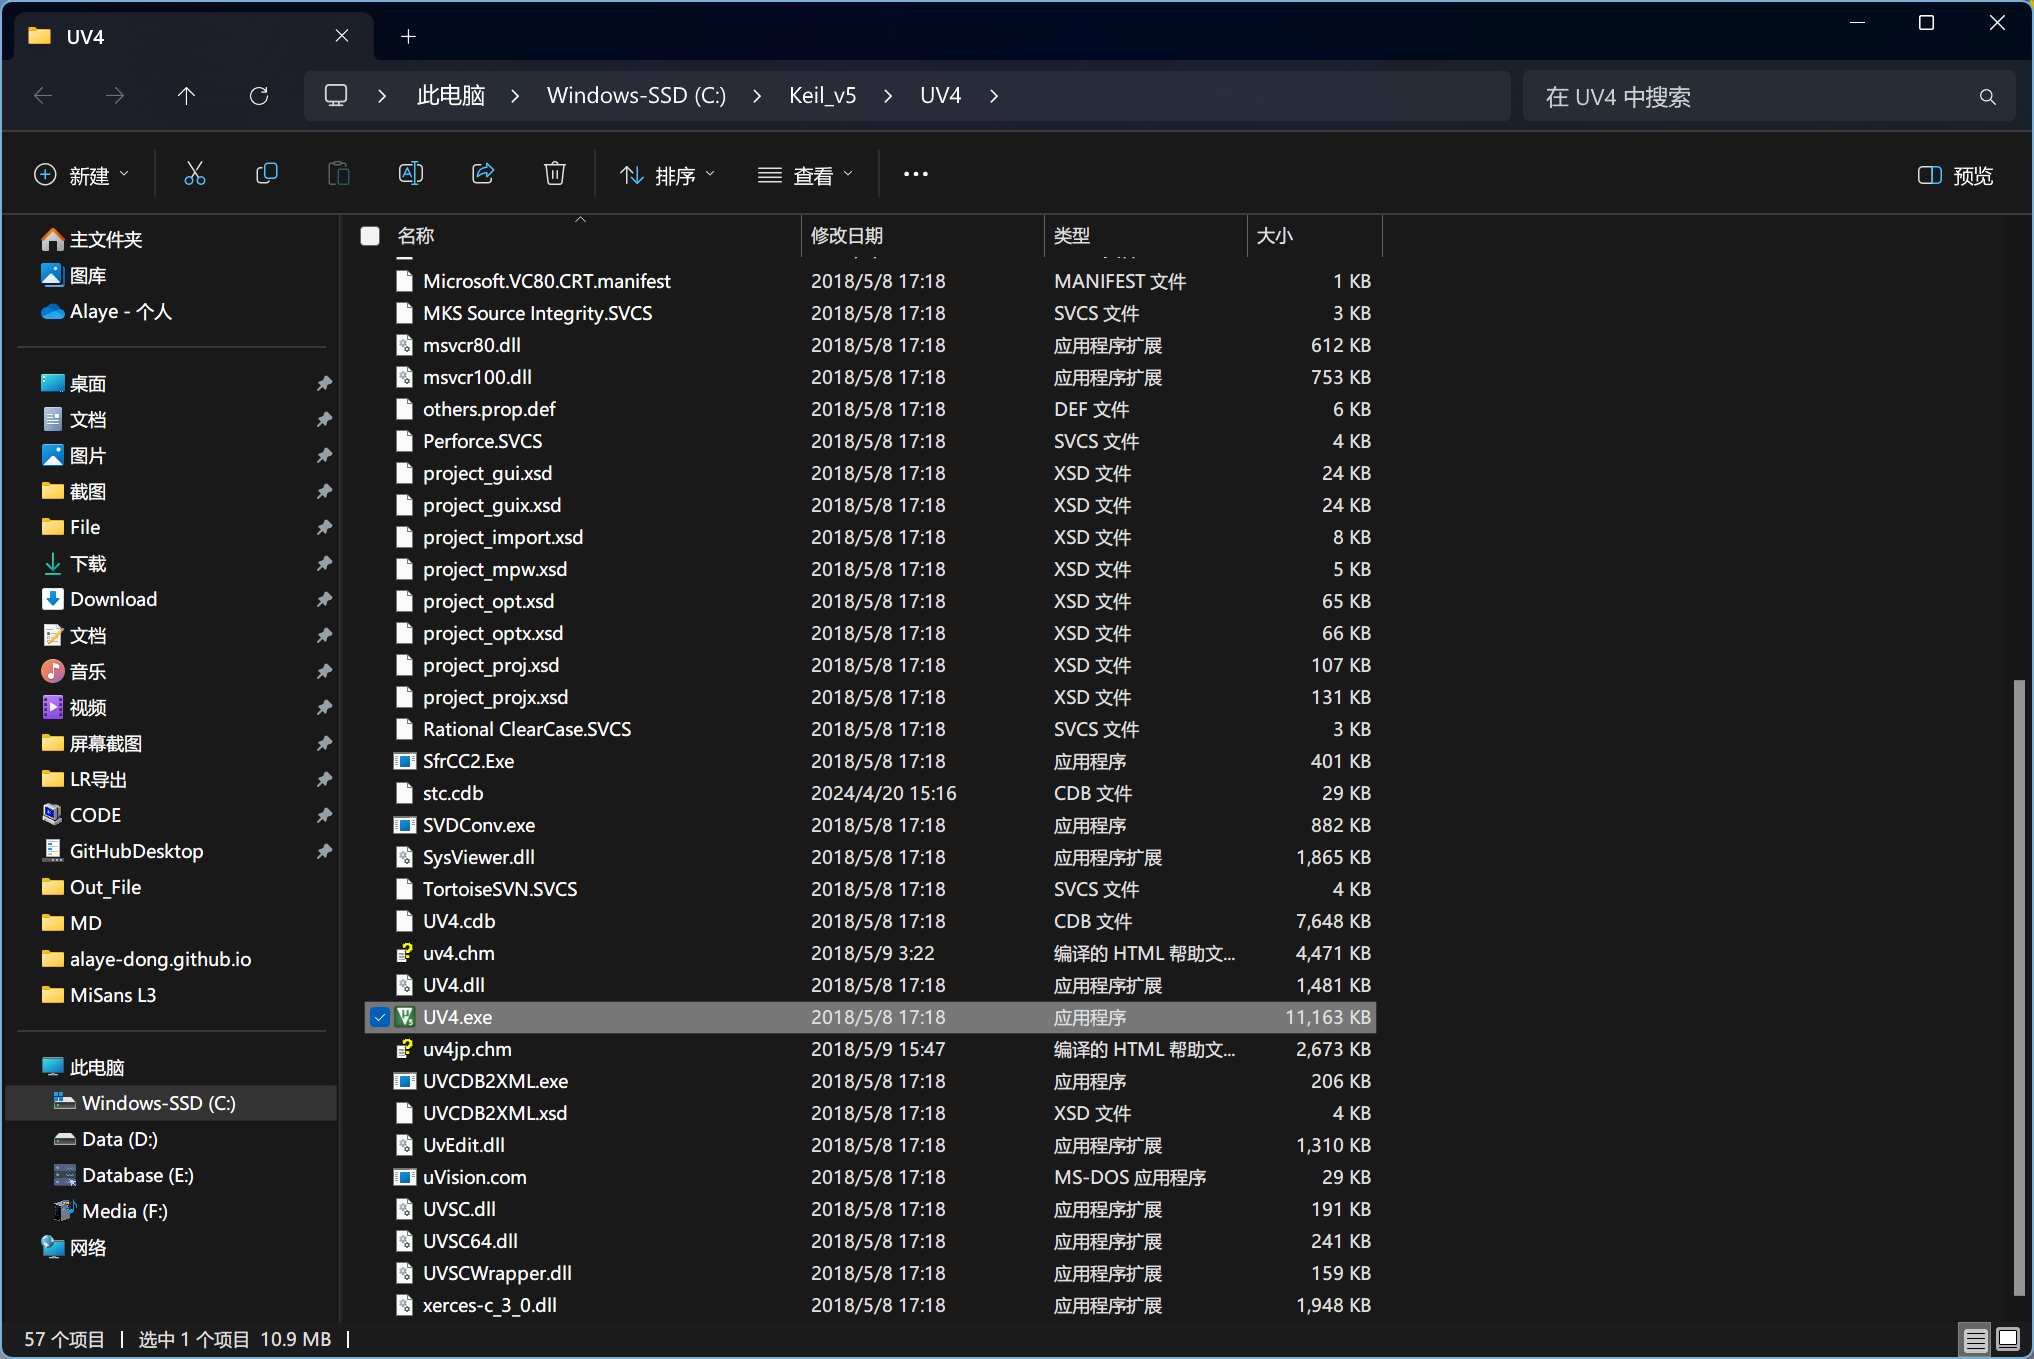 UV4
此电脑 Windows-SSD (C:) Keil_v5 UV4
在 UV4 中搜索
新建 排序 查看 预览
主文件夹
图库
Alaye - 个人
桌面
文档
图片
截图
File
下载
Download
文档
音乐
视频
屏幕截图
LR导出
CODE
GitHubDesktop
Out_File
MD
alaye-dong.github.io
MiSans L3
此电脑
Windows-SSD (C:)
Data (D:)
Database (E:)
Media (F:)
网络
名称 修改日期 类型 大小
Microsoft.VC80.CRT.manifest 2018/5/8 17:18 MANIFEST 文件 1 KB
MKS Source Integrity.SVCS 2018/5/8 17:18 SVCS 文件 3 KB
msvcr80.dll 2018/5/8 17:18 应用程序扩展 612 KB
msvcr100.dll 2018/5/8 17:18 应用程序扩展 753 KB
others.prop.def 2018/5/8 17:18 DEF 文件 6 KB
Perforce.SVCS 2018/5/8 17:18 SVCS 文件 4 KB
project_gui.xsd 2018/5/8 17:18 XSD 文件 24 KB
project_guix.xsd 2018/5/8 17:18 XSD 文件 24 KB
project_import.xsd 2018/5/8 17:18 XSD 文件 8 KB
project_mpw.xsd 2018/5/8 17:18 XSD 文件 5 KB
project_opt.xsd 2018/5/8 17:18 XSD 文件 65 KB
project_optx.xsd 2018/5/8 17:18 XSD 文件 66 KB
project_proj.xsd 2018/5/8 17:18 XSD 文件 107 KB
project_projx.xsd 2018/5/8 17:18 XSD 文件 131 KB
Rational ClearCase.SVCS 2018/5/8 17:18 SVCS 文件 3 KB
SfrCC2.Exe 2018/5/8 17:18 应用程序 401 KB
stc.cdb 2024/4/20 15:16 CDB 文件 29 KB
SVDConv.exe 2018/5/8 17:18 应用程序 882 KB
SysViewer.dll 2018/5/8 17:18 应用程序扩展 1,865 KB
TortoiseSVN.SVCS 2018/5/8 17:18 SVCS 文件 4 KB
UV4.cdb 2018/5/8 17:18 CDB 文件 7,648 KB
uv4.chm 2018/5/9 3:22 编译的 HTML 帮助文... 4,471 KB
UV4.dll 2018/5/8 17:18 应用程序扩展 1,481 KB
UV4.exe 2018/5/8 17:18 应用程序 11,163 KB
uv4jp.chm 2018/5/9 15:47 编译的 HTML 帮助文... 2,673 KB
UVCDB2XML.exe 2018/5/8 17:18 应用程序 206 KB
UVCDB2XML.xsd 2018/5/8 17:18 XSD 文件 4 KB
UvEdit.dll 2018/5/8 17:18 应用程序扩展 1,310 KB
uVision.com 2018/5/8 17:18 MS-DOS 应用程序 29 KB
UVSC.dll 2018/5/8 17:18 应用程序扩展 191 KB
UVSC64.dll 2018/5/8 17:18 应用程序扩展 241 KB
UVSCWrapper.dll 2018/5/8 17:18 应用程序扩展 159 KB
xerces-c_3_0.dll 2018/5/8 17:18 应用程序扩展 1,948 KB
57 个项目 | 选中 1 个项目 10.9 MB |